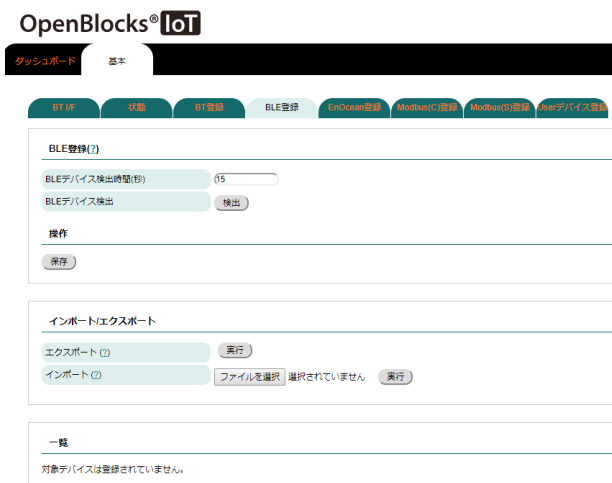 OpenBlocks® IoT
ダッシュボード 基本
BT I/F 状態 BT登録 BLE登録 EnOcean登録 Modbus(C)登録 Modbus(S)登録 Userデバイス登録
BLE登録(?)
BLEデバイス検出時間(秒) 15
BLEデバイス検出 検出
操作
保存
インポート/エクスポート
エクスポート (?) 実行
インポート (?) ファイルを選択 選択されていません 実行
一覧
対象デバイスは登録されていません。